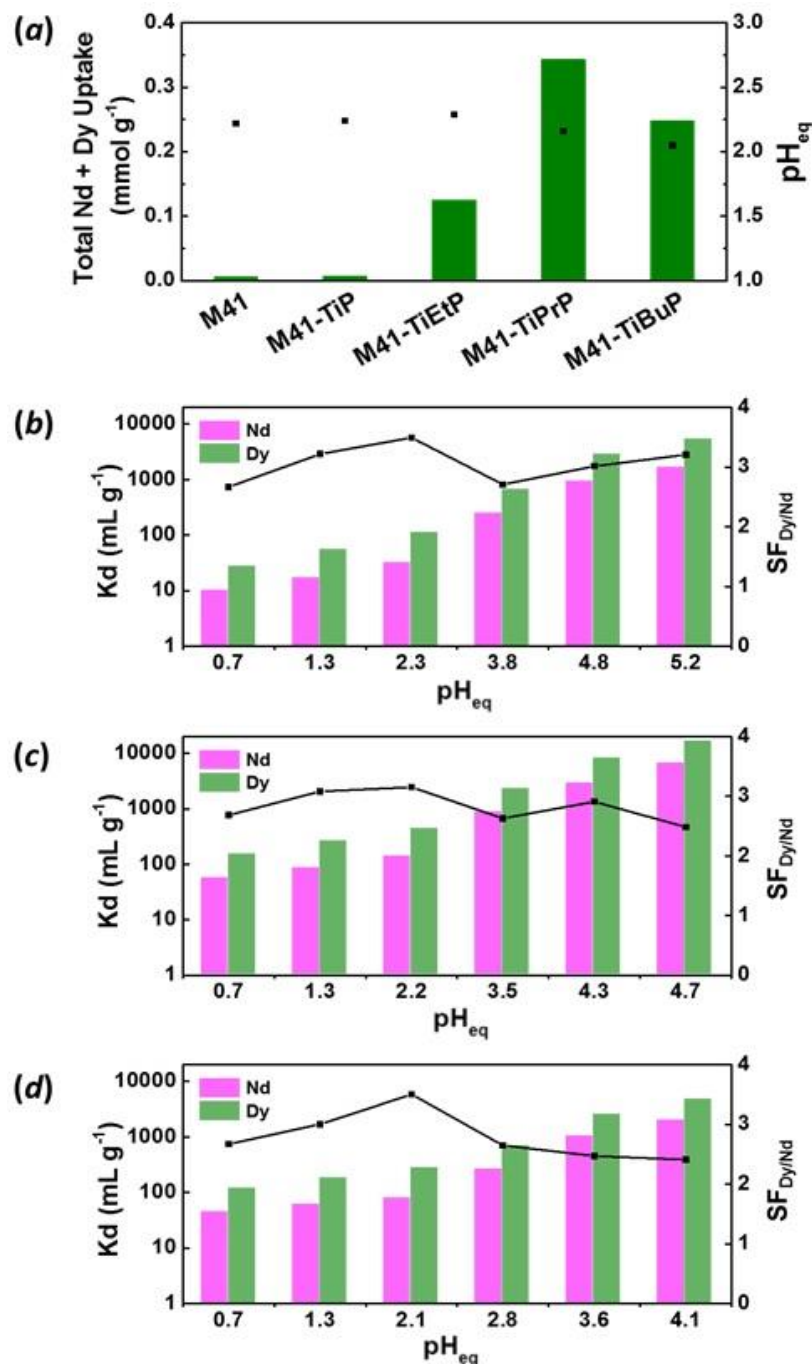 (a)
Total Nd + Dy Uptake
(mmol g⁻¹)
0.4
0.3
0.2
0.1
0.0
3.0
2.5
2.0
1.5
1.0
pHeq
M41
M41-TiP
M41-TiEtP
M41-TiPrP
M41-TiBuP
(b)
Kd (mL g⁻¹)
10000
1000
100
10
1
Nd
Dy
4
3
2
1
0
SFDy/Nd
0.7 1.3 2.3 3.8 4.8 5.2
pHeq
(c)
Kd (mL g⁻¹)
10000
1000
100
10
1
Nd
Dy
4
3
2
1
0
SFDy/Nd
0.7 1.3 2.2 3.5 4.3 4.7
pHeq
(d)
Kd (mL g⁻¹)
10000
1000
100
10
1
Nd
Dy
4
3
2
1
0
SFDy/Nd
0.7 1.3 2.1 2.8 3.6 4.1
pHeq